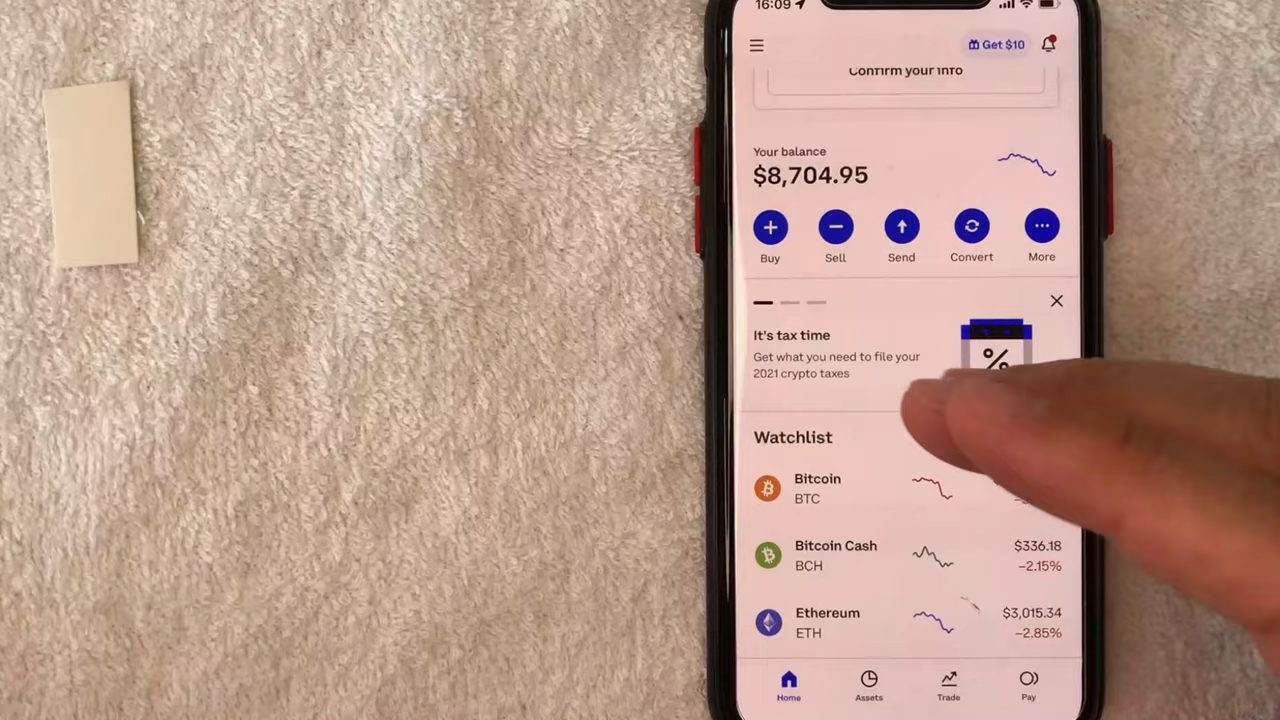 16:09
Get $10
Confirm your info
Your balance
$8,704.95
Buy
Sell
Send
Convert
More
It's tax time
%
Get what you need to file your
2021 crypto taxes
Watchlist
Bitcoin
BTC
Bitcoin Cash
$336.18
BCH
–2.15%
Ethereum
$3,015.34
ETH
–2.85%
Home
Assets
Trade
Pay